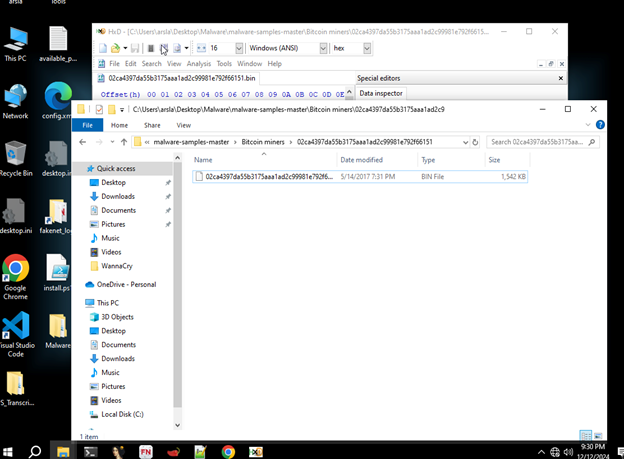 arsla
Tools
This PC
available_p...
Network
config.xm
Recycle Bin
desktop.in
desktop.ini
fakenet_log
Google
Chrome
install.ps1
Visual Studio
Code
Malware
PS_Transcri...
HxD - [C:\Users\arsla\Desktop\Malware\malware-samples-master\Bitcoin miners\02ca4397da55b3175aaa1ad2c99981e792f6615...
16
Windows (ANSI)
hex
File Edit Search View Analysis Tools Window Help
02ca4397da55b3175aaa1ad2c99981e792f66151.bin
Special editors
Offset(h) 00 01 02 03 04 05 06 07 08 09 0A 0B 0C 0D 0E
Data inspector
C:\Users\arsla\Desktop\Malware\malware-samples-master\Bitcoin miners\02ca4397da55b3175aaa1ad2c9
File Home Share View
« malware-samples-master > Bitcoin miners > 02ca4397da55b3175aaa1ad2c99981e792f66151
Search 02ca4397da55b3175aa...
Name Date modified Type Size
02ca4397da55b3175aaa1ad2c99981e792f6... 5/14/2017 7:31 PM BIN File 1,542 KB
Quick access
Desktop
Downloads
Documents
Pictures
Music
Videos
WannaCry
OneDrive - Personal
This PC
3D Objects
Desktop
Documents
Downloads
Music
Pictures
Videos
Local Disk (C:)
1 item
FN
9:30 PM
12/12/2024